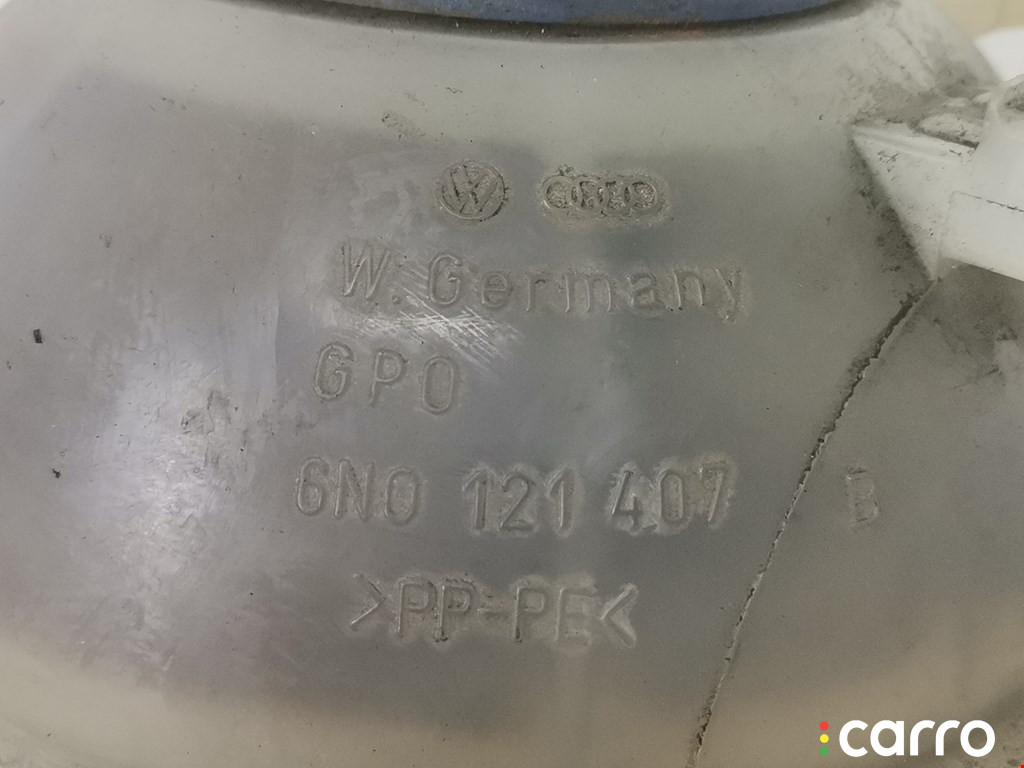 W. Germany
GPO
6N0 121 407 B
>PP-PE<
carro